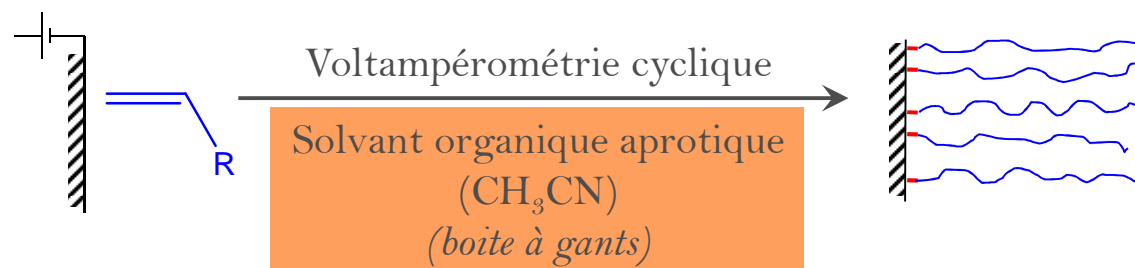 Voltampérométrie cyclique
Solvant organique aprotique
(CH₃CN)
(boite à gants)
R